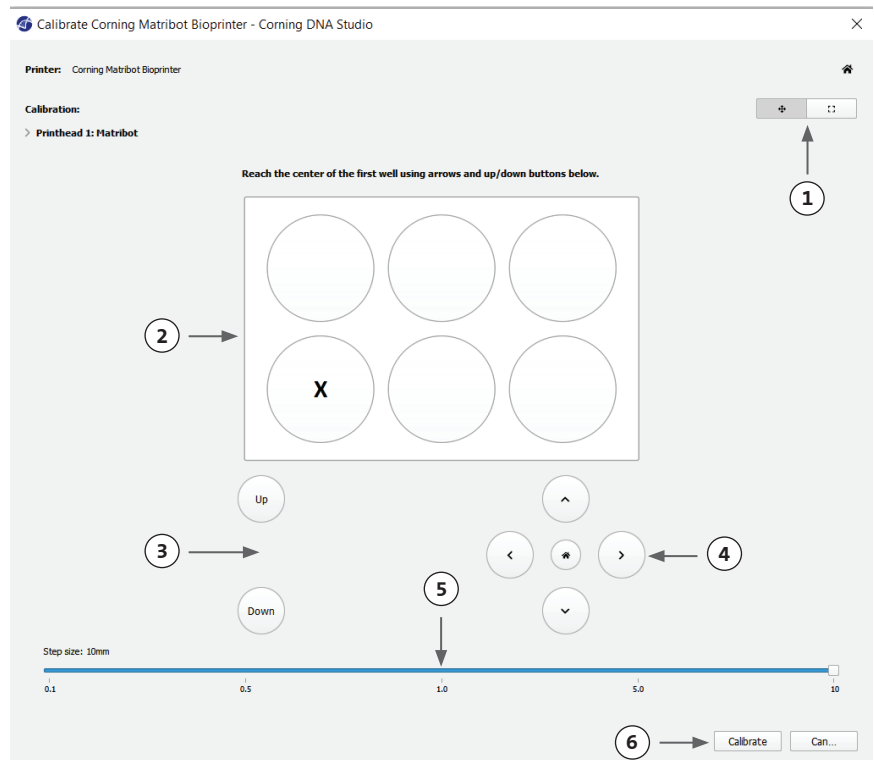 Calibrate Corning Matribot Bioprinter - Corning DNA Studio
Printer: Corning Matribot Bioprinter
Calibration:
Printhead 1: Matribot
1
Reach the center of the first well using arrows and up/down buttons below.
2
X
Up
3
4
5
Down
Step size: 10mm
0.1 0.5 1.0 5.0 10
6
Calibrate Can...